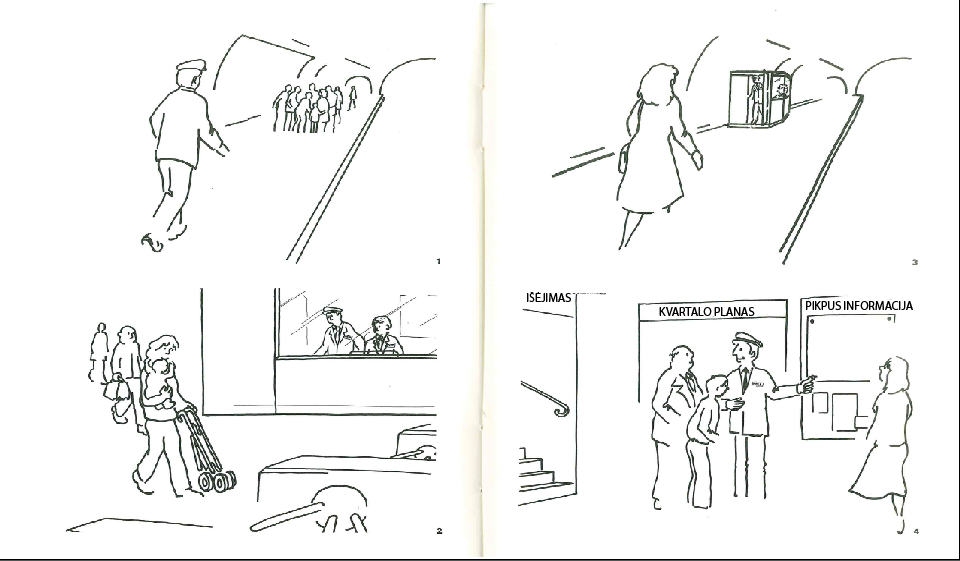 1
2
3
IŠĖJIMAS
KVARTALO PLANAS
PIKPUS INFORMACIJA
4